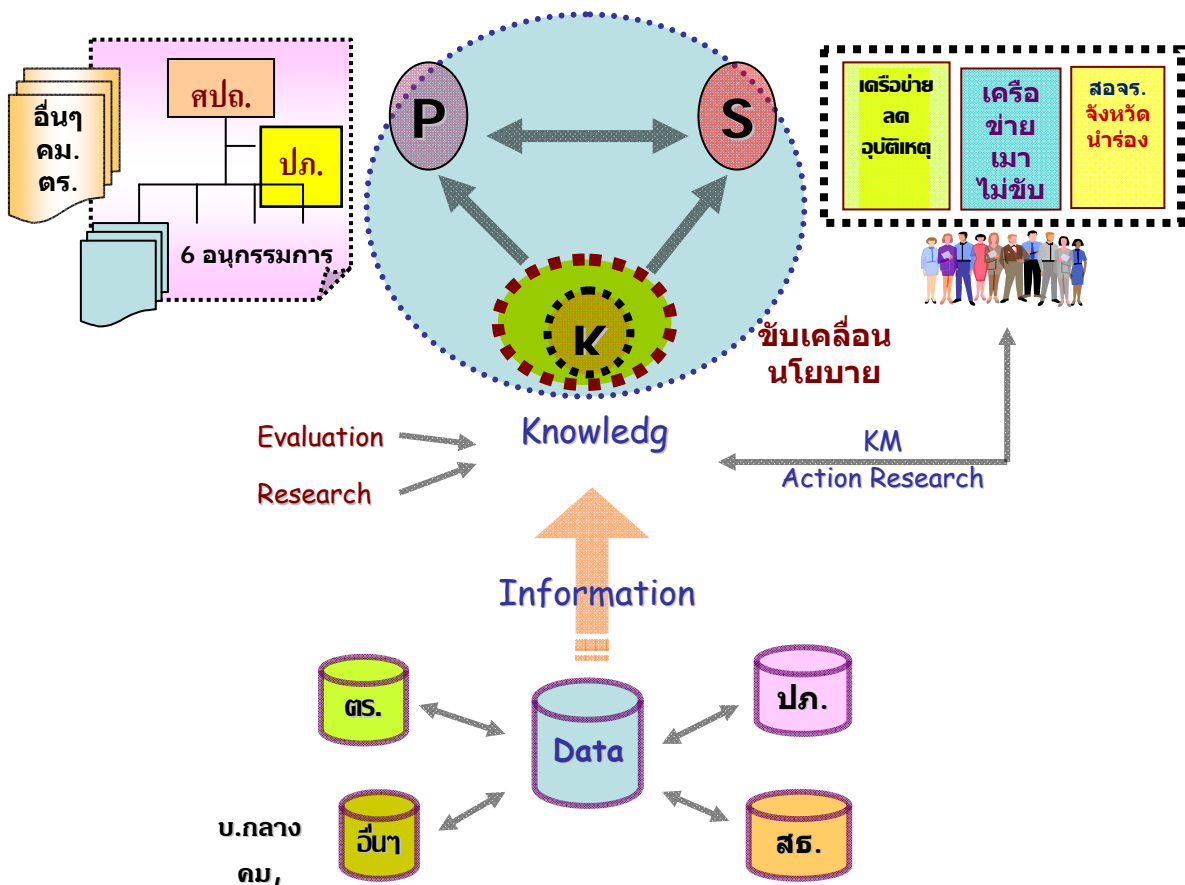 อื่นๆ
คม.
ตร.
ศปถ.
ปภ.
6 อนุกรรมการ
P
S
K
เครือข่าย
ลด
อุบัติเหตุ
เครือ
ข่าย
เมา
ไม่ขับ
สอจร.
จังหวัด
นำร่อง
ขับเคลื่อน
นโยบาย
Evaluation
Research
Knowledg
KM
Action Research
Information
ตร.
ปภ.
Data
บ.กลาง
คม,
อื่นๆ
สธ.